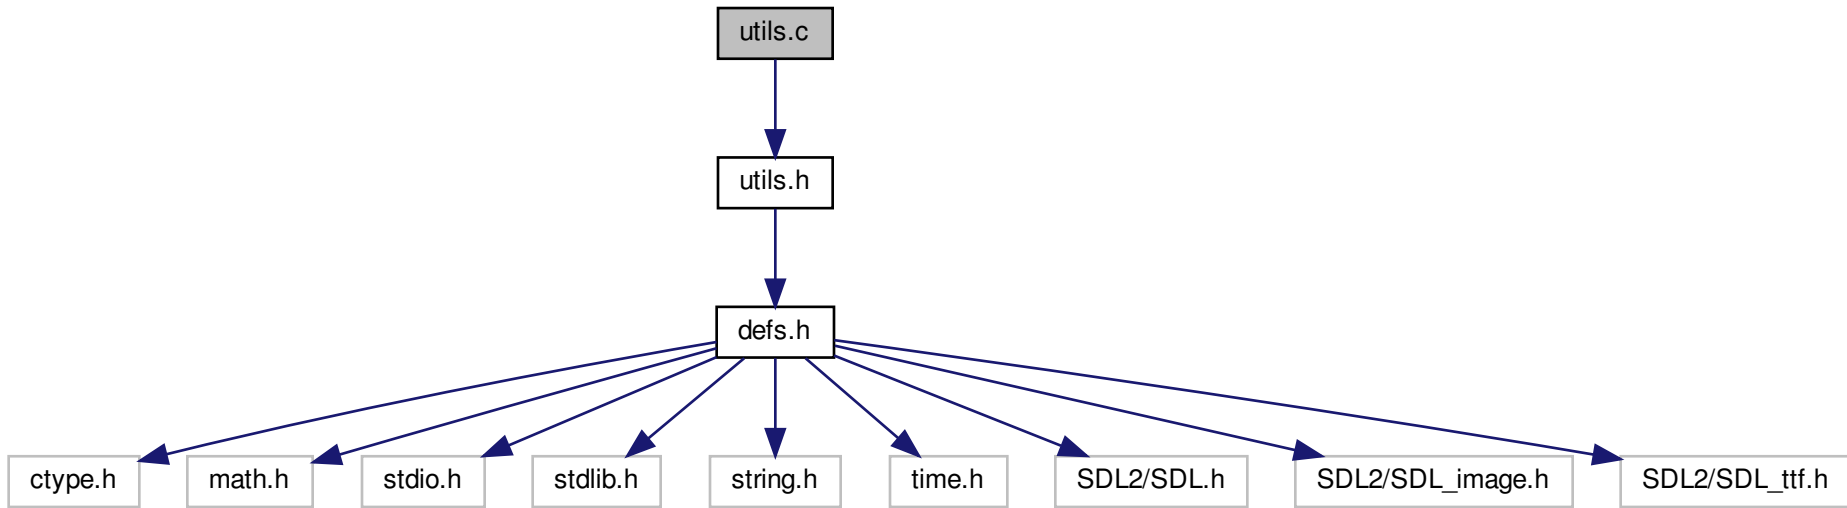 utils.c
utils.h
defs.h
ctype.h
math.h
stdio.h
stdlib.h
string.h
time.h
SDL2/SDL.h
SDL2/SDL_image.h
SDL2/SDL_ttf.h